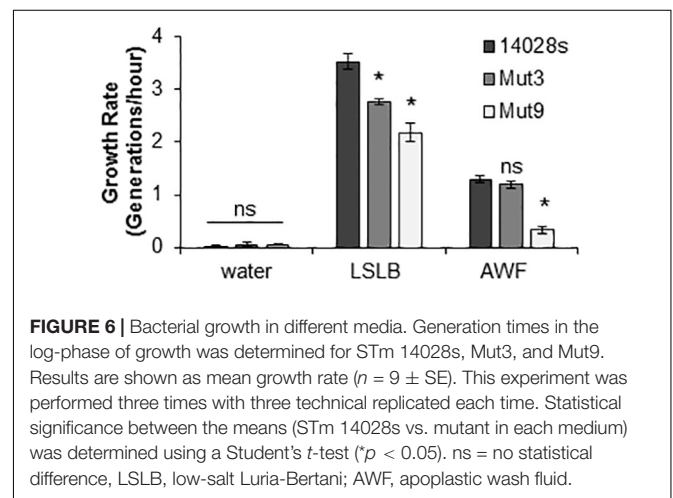 4
3
2
1
0
Growth Rate
(Generations/hour)
14028s
Mut3
Mut9
ns
*
*
ns
*
water
LSLB
AWF
FIGURE 6 | Bacterial growth in different media. Generation times in the
log-phase of growth was determined for STm 14028s, Mut3, and Mut9.
Results are shown as mean growth rate (n = 9 ± SE). This experiment was
performed three times with three technical replicated each time. Statistical
significance between the means (STm 14028s vs. mutant in each medium)
was determined using a Student’s t-test (*p < 0.05). ns = no statistical
difference, LSLB, low-salt Luria-Bertani; AWF, apoplastic wash fluid.